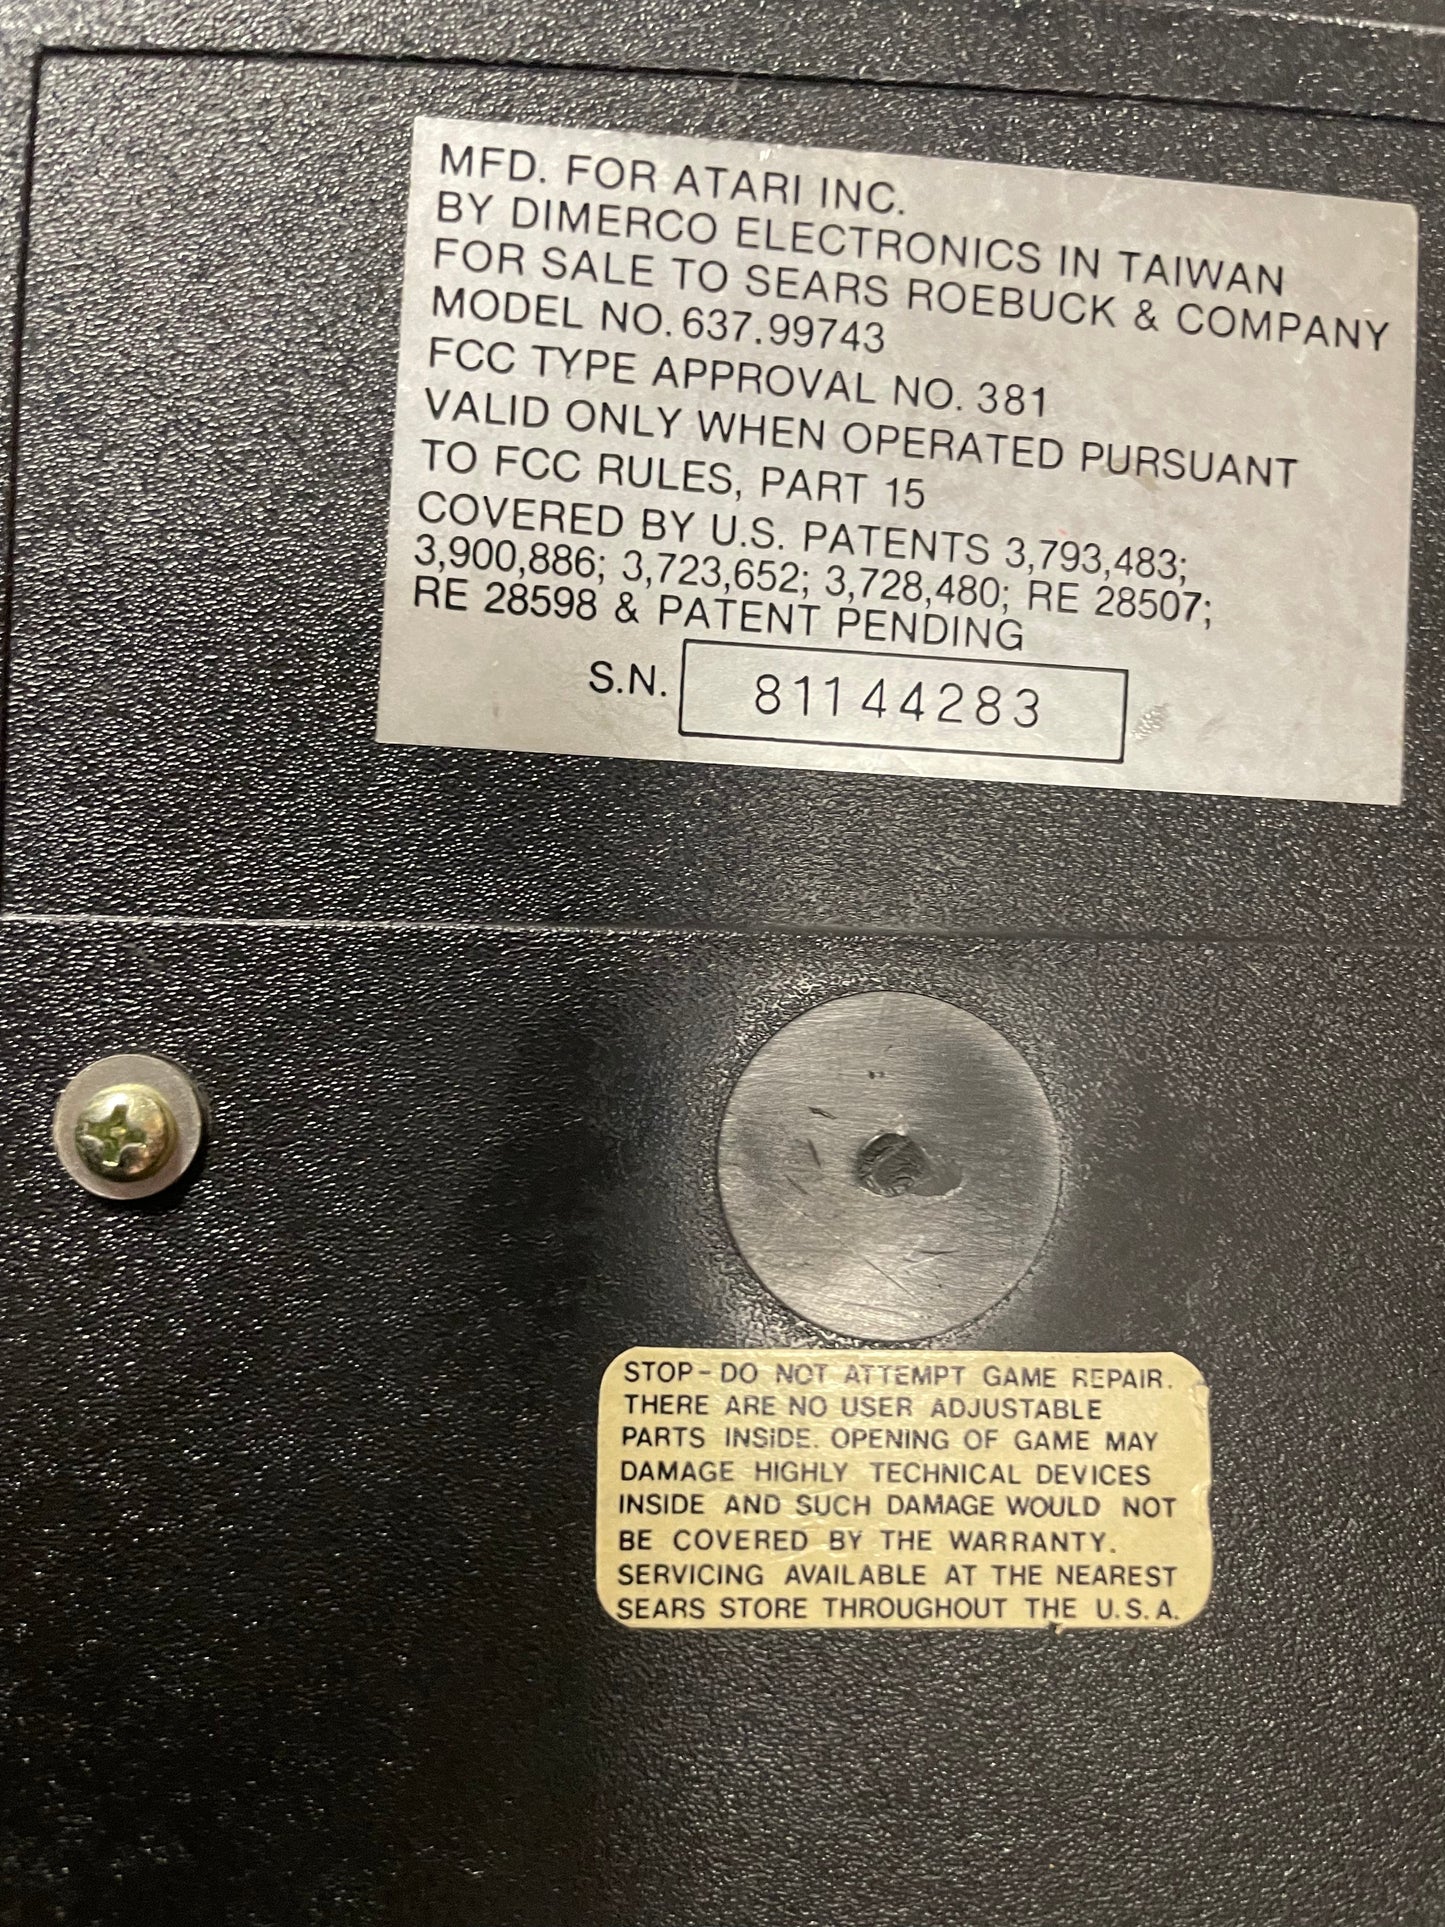 MFD. FOR ATARI INC.
BY DIMERCO ELECTRONICS IN TAIWAN
FOR SALE TO SEARS ROEBUCK & COMPANY
MODEL NO. 637.99743
FCC TYPE APPROVAL NO. 381
VALID ONLY WHEN OPERATED PURSUANT
TO FCC RULES, PART 15
COVERED BY U.S. PATENTS 3,793,483;
3,900,886; 3,723,652; 3,728,480; RE 28507;
RE 28598 & PATENT PENDING
S.N. 81144283
STOP - DO NOT ATTEMPT GAME REPAIR.
THERE ARE NO USER ADJUSTABLE
PARTS INSIDE. OPENING OF GAME MAY
DAMAGE HIGHLY TECHNICAL DEVICES
INSIDE AND SUCH DAMAGE WOULD NOT
BE COVERED BY THE WARRANTY.
SERVICING AVAILABLE AT THE NEAREST
SEARS STORE THROUGHOUT THE U.S.A.